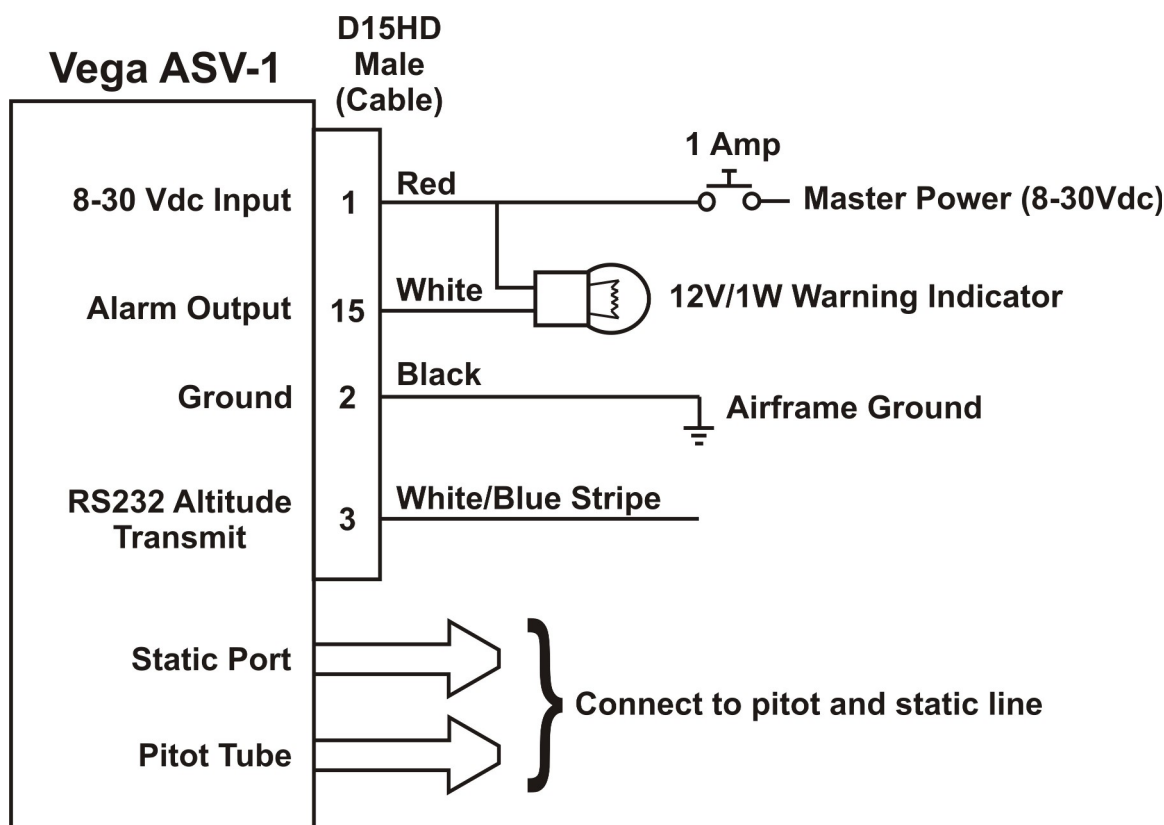 D15HD
Male
(Cable)
Vega ASV-1
1 Amp
8-30 Vdc Input
1
Red
Master Power (8-30Vdc)
Alarm Output
15
White
12V/1W Warning Indicator
Ground
2
Black
Airframe Ground
RS232 Altitude
Transmit
3
White/Blue Stripe
Static Port
Connect to pitot and static line
Pitot Tube